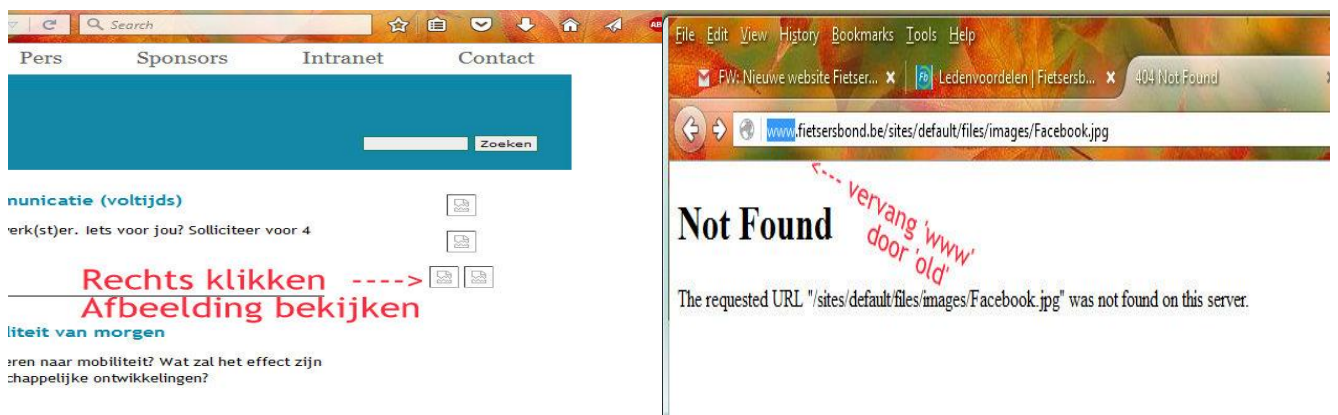 Search
Pers Sponsors Intranet Contact
Zoeken
municatie (voltijds)
erk(st)er. Iets voor jou? Solliciteer voor 4
Rechts klikken ---->
Afbeelding bekijken
liteit van morgen
eren naar mobiliteit? Wat zal het effect zijn
chappelijke ontwikkelingen?
File Edit View History Bookmarks Tools Help
FW: Nieuwe website Fietser... Fb Ledenvoordelen | Fietsersb... 404 Not Found
www.fietsersbond.be/sites/default/files/images/Facebook.jpg
<--- vervang 'www'
door 'old'
Not Found
The requested URL "/sites/default/files/images/Facebook.jpg" was not found on this server.